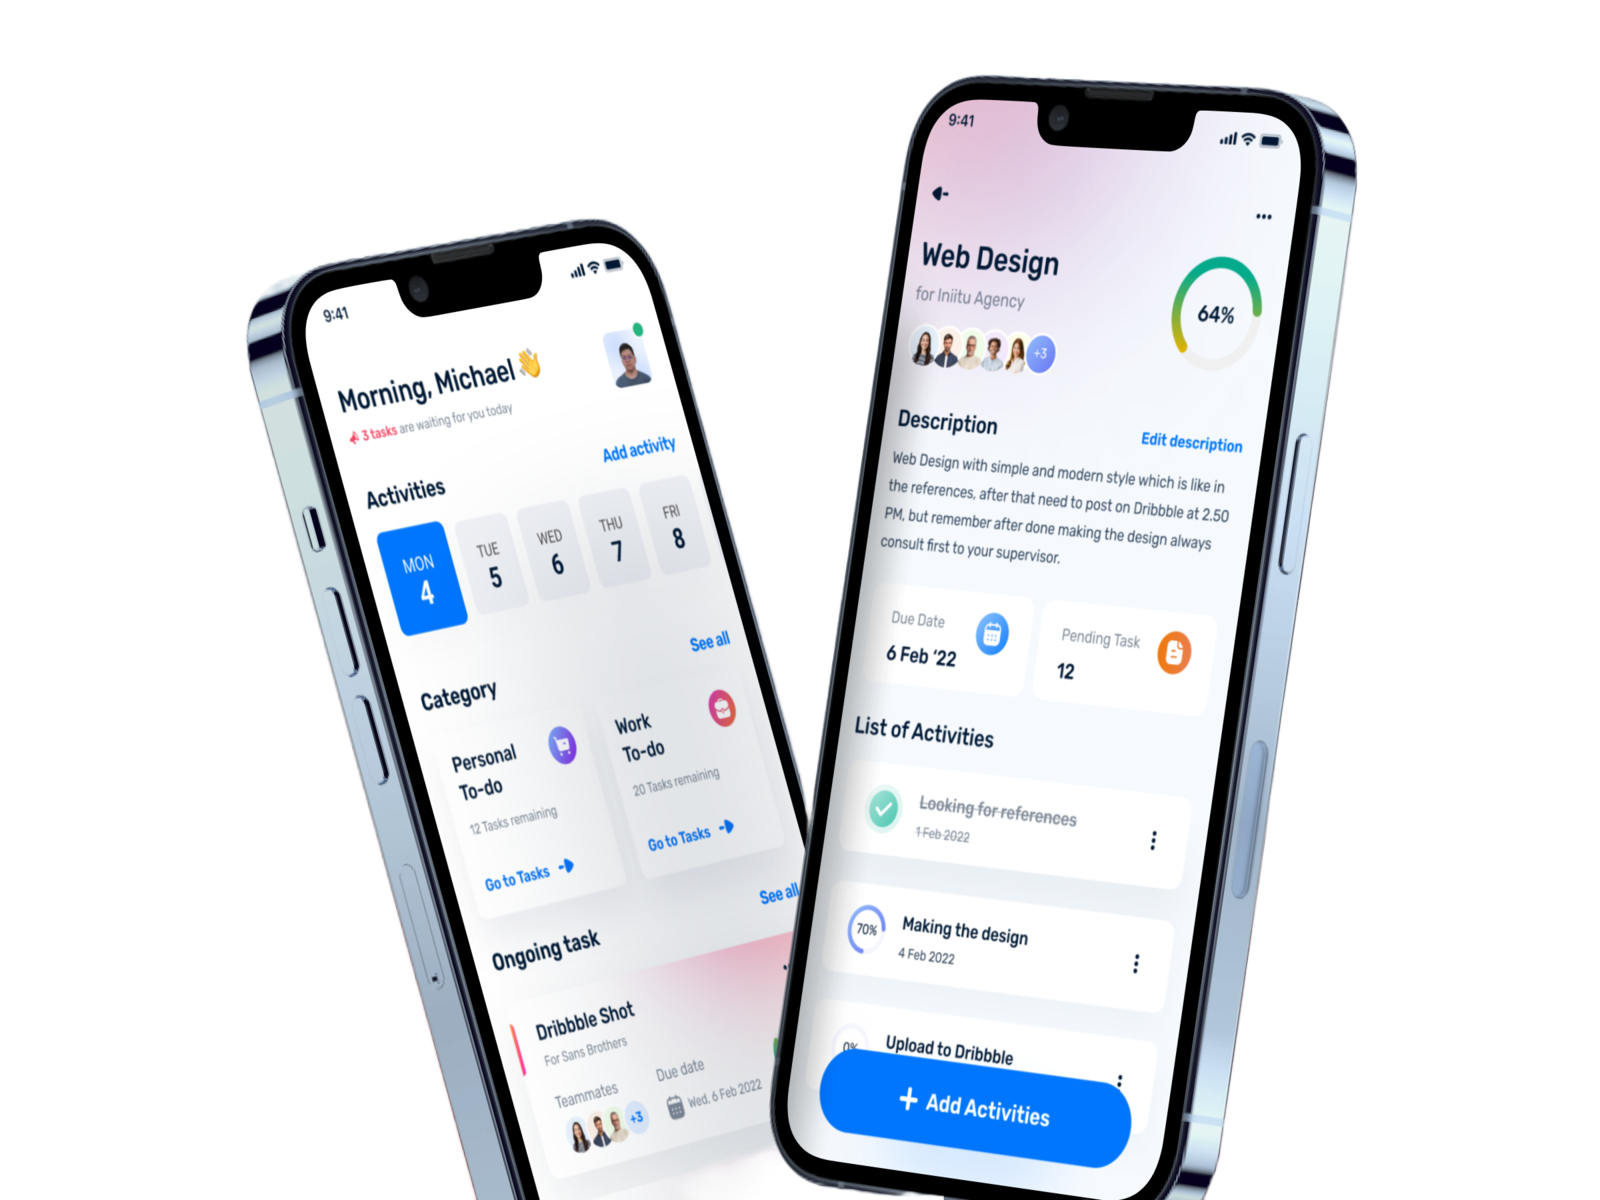 9:41
Morning, Michael👋
3 tasks are waiting for you today
Add activity
Activities
MON
4
TUE
5
WED
6
THU
7
FRI
8
See all
Category
Personal
To-do
12 Tasks remaining
Go to Tasks
Work
To-do
20 Tasks remaining
Go to Tasks
See all
Ongoing task
Dribbble Shot
For Sans Brothers
Teammates
+3
Due date
Wed, 6 Feb 2022
9:41
Web Design
for Iniitu Agency
+3
64%
Description
Edit description
Web Design with simple and modern style which is like in
the references, after that need to post on Dribbble at 2.50
PM, but remember after done making the design always
consult first to your supervisor.
Due Date
6 Feb ‘22
Pending Task
12
List of Activities
Looking for references
1 Feb 2022
70%
Making the design
4 Feb 2022
0%
Upload to Dribbble
+ Add Activities